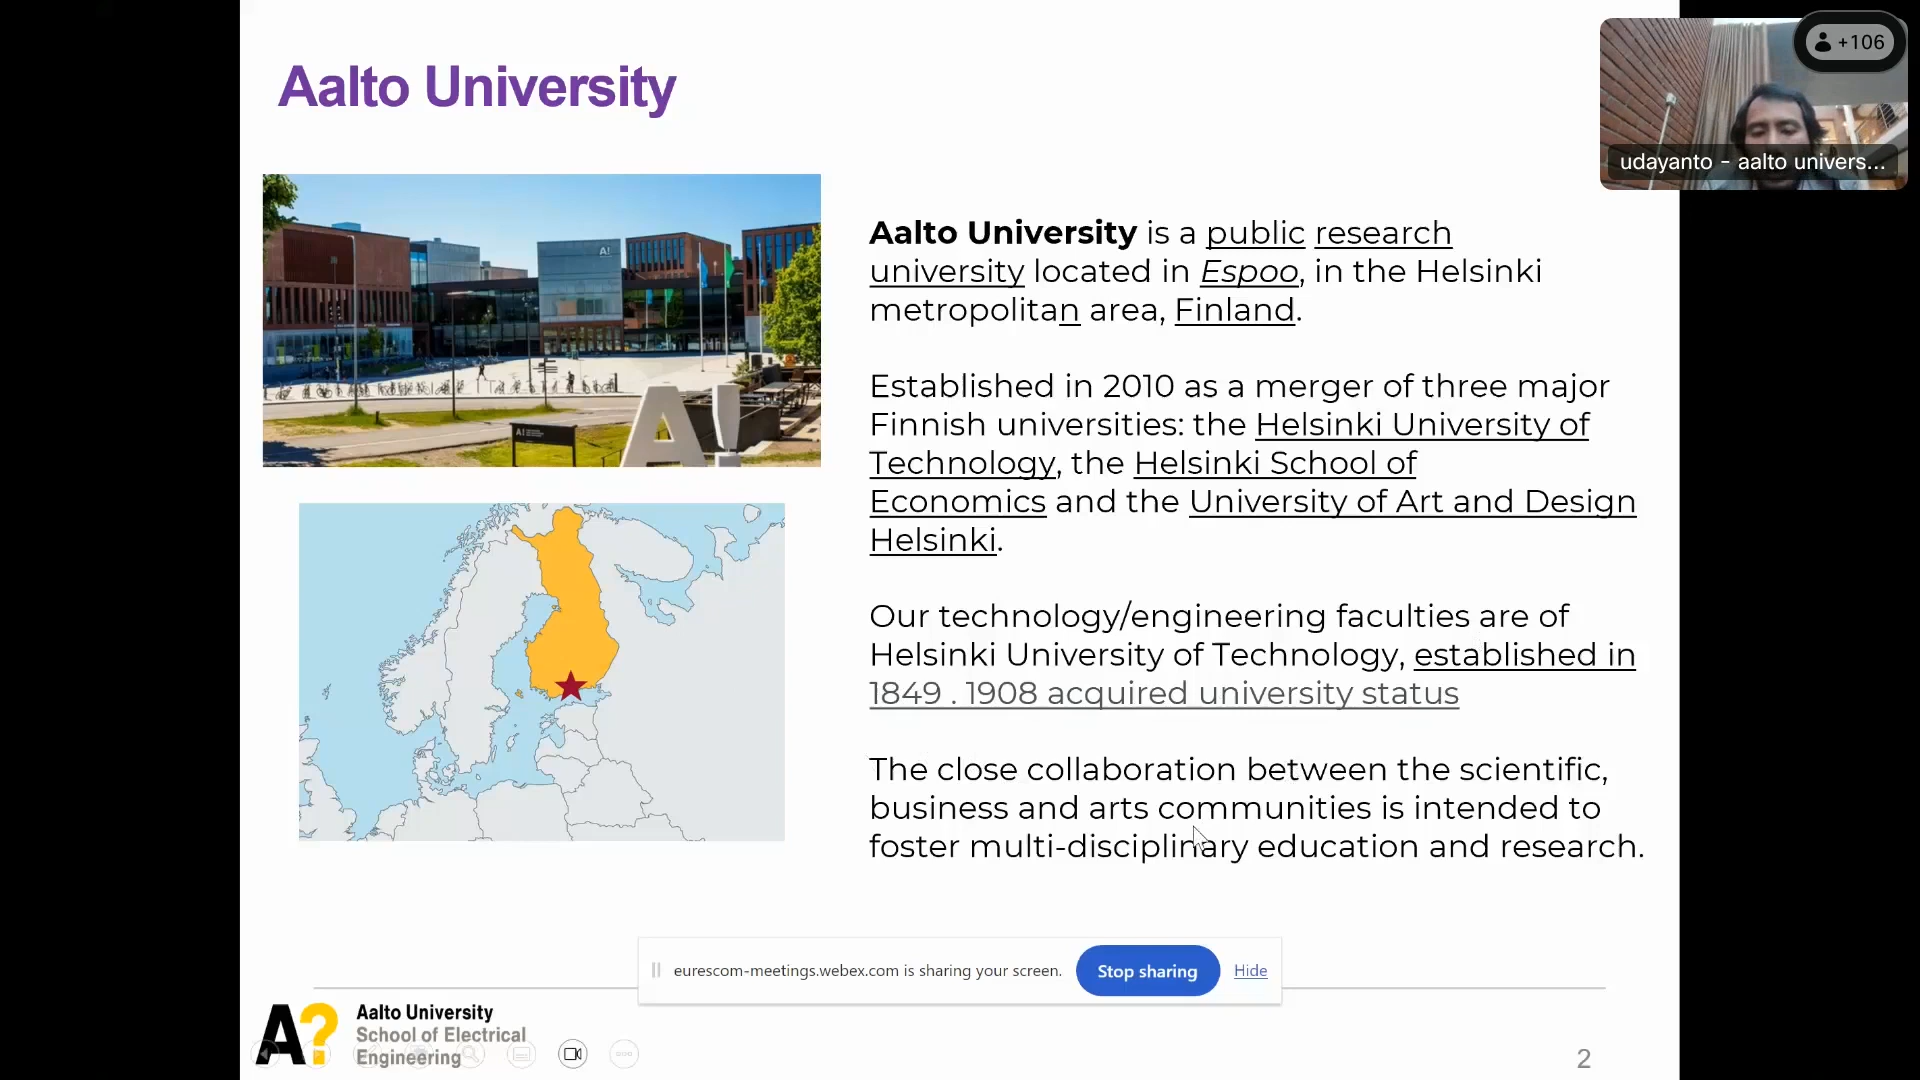 Aalto University
+106
udayanto - aalto univers...
A!
A!
A!
Aalto University is a public research
university located in Espoo, in the Helsinki
metropolitan area, Finland.
Established in 2010 as a merger of three major
Finnish universities: the Helsinki University of
Technology, the Helsinki School of
Economics and the University of Art and Design
Helsinki.
Our technology/engineering faculties are of
Helsinki University of Technology, established in
1849 . 1908 acquired university status
The close collaboration between the scientific,
business and arts communities is intended to
foster multi-disciplinary education and research.
eurescom-meetings.webex.com is sharing your screen.
Stop sharing
Hide
A?
Aalto University
School of Electrical
Engineering
2